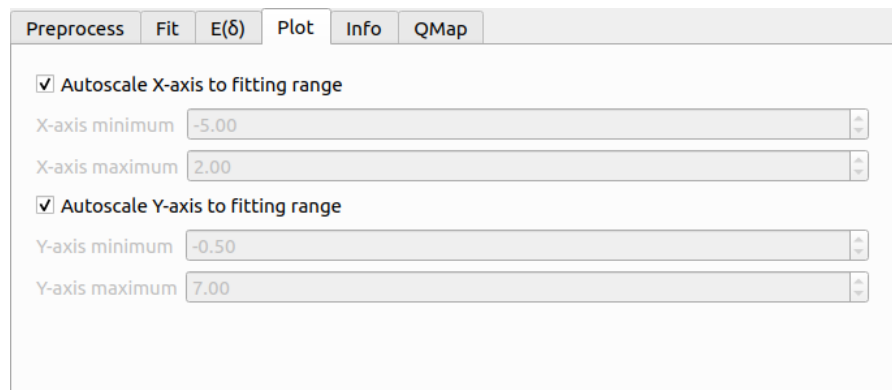 Preprocess Fit E(δ) Plot Info QMap
Autoscale X-axis to fitting range
X-axis minimum -5.00
X-axis maximum 2.00
Autoscale Y-axis to fitting range
Y-axis minimum -0.50
Y-axis maximum 7.00